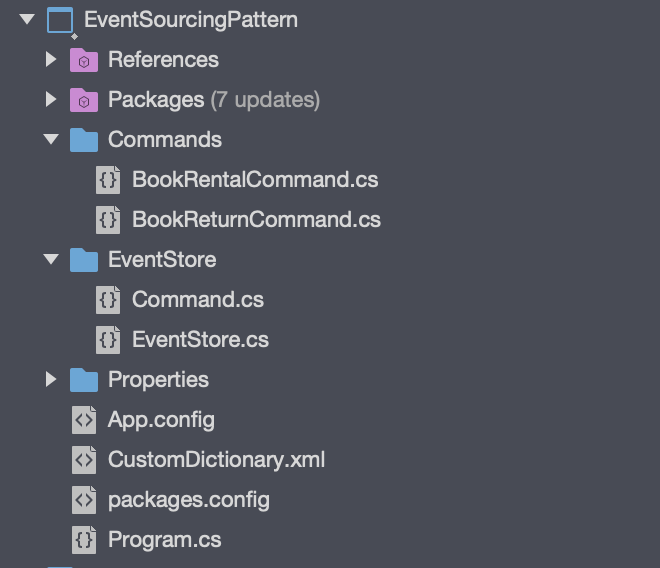 EventSourcingPattern
References
Packages (7 updates)
Commands
BookRentalCommand.cs
BookReturnCommand.cs
EventStore
Command.cs
EventStore.cs
Properties
App.config
CustomDictionary.xml
packages.config
Program.cs